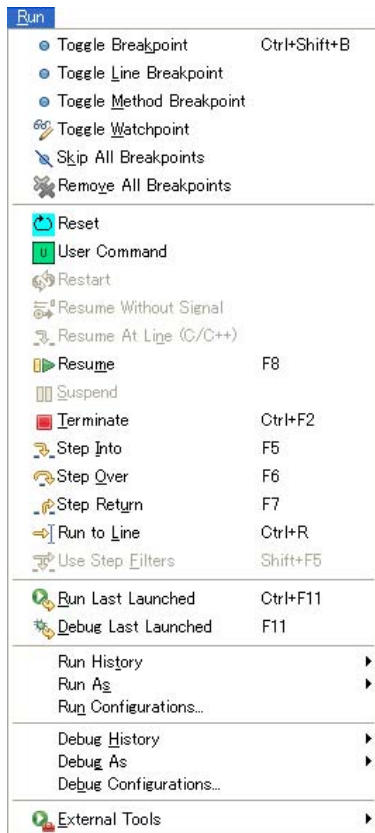 Run
Toggle Breakpoint Ctrl+Shift+B
Toggle Line Breakpoint
Toggle Method Breakpoint
Toggle Watchpoint
Skip All Breakpoints
Remove All Breakpoints
Reset
U User Command
Restart
Resume Without Signal
Resume At Line (C/C++)
Resume F8
Suspend
Terminate Ctrl+F2
Step Into F5
Step Over F6
Step Return F7
Run to Line Ctrl+R
Use Step Filters Shift+F5
Run Last Launched Ctrl+F11
Debug Last Launched F11
Run History
Run As
Run Configurations...
Debug History
Debug As
Debug Configurations...
External Tools